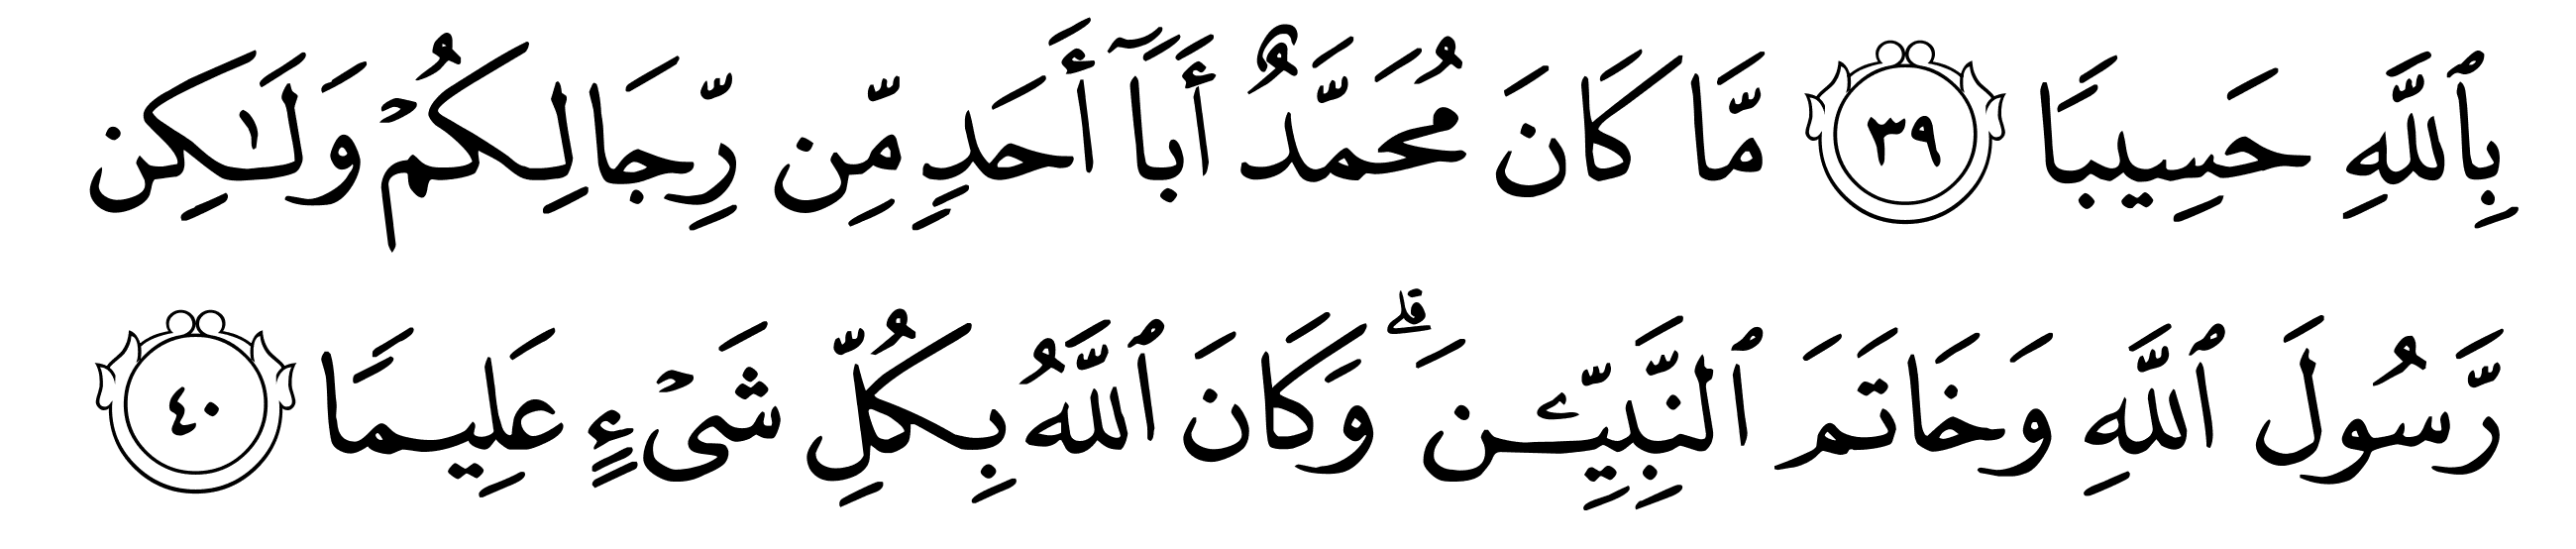 بِٱللَّهِ حَسِيبًا ٣٩ مَّا كَانَ مُحَمَّدٌ أَبَآ أَحَدٍ مِّن رِّجَالِكُمْ وَلَٰكِن
رَّسُولَ ٱللَّهِ وَخَاتَمَ ٱلنَّبِيِّـۧنَ ۗ وَكَانَ ٱللَّهُ بِكُلِّ شَىْءٍ عَلِيمًا ٤٠